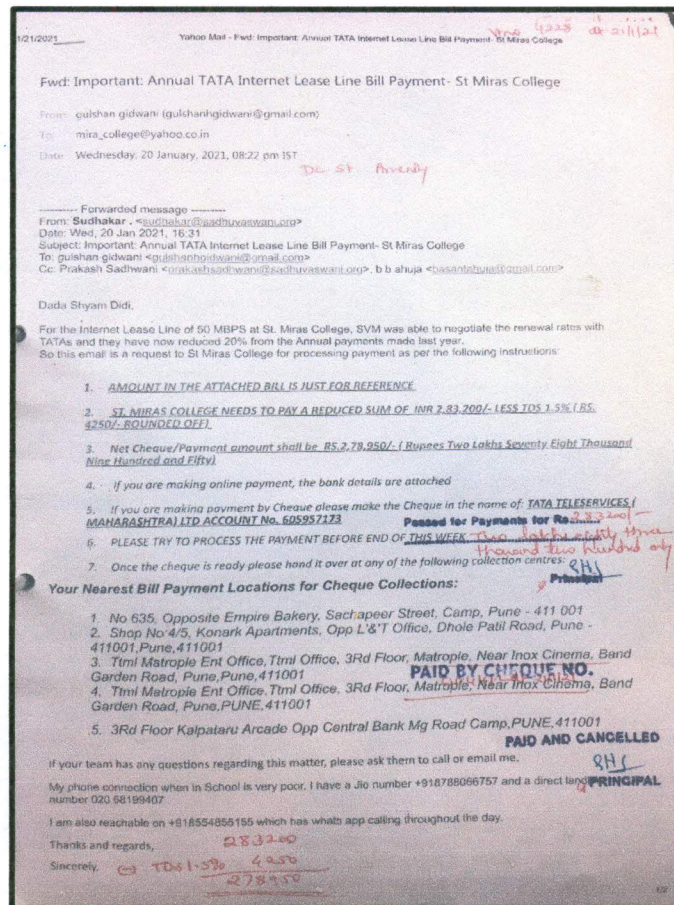 1/21/2021 Yahoo Mail - Fwd: Important: Annual TATA Internet Lease Line Bill Payment- St Miras College
4225 dt 21/1/21
Fwd: Important: Annual TATA Internet Lease Line Bill Payment- St Miras College
From: gulshan gidwani (gulshanhgidwani@gmail.com)
To: mira_college@yahoo.co.in
Date: Wednesday, 20 January, 2021, 08:22 pm IST
---------- Forwarded message ---------
From: Sudhakar . <sudhakar@sadhuvaswani.org>
Date: Wed, 20 Jan 2021, 16:31
Subject: Important: Annual TATA Internet Lease Line Bill Payment- St Miras College
To: gulshan gidwani <gulshanhgidwani@gmail.com>
Cc: Prakash Sadhwani <prakashsadhwani@sadhuvaswani.org>, b b ahuja
Dada Shyam Didi,
For the Internet Lease Line of 50 MBPS at St. Miras College, SVM was able to negotiate the renewal rates with
TATAs and they have now reduced 20% from the Annual payments made last year.
So this email is a request to St Miras College for processing payment as per the following instructions:
1. AMOUNT IN THE ATTACHED BILL IS JUST FOR REFERENCE
2. ST. MIRAS COLLEGE NEEDS TO PAY A REDUCED SUM OF INR 2,83,200/- LESS TDS 1.5% ( RS.
4250/- ROUNDED OFF)
3. Net Cheque/Payment amount shall be RS.2,78,950/- ( Rupees Two Lakhs Seventy Eight Thousand
Nine Hundred and Fifty)
4. If you are making online payment, the bank details are attached
5. If you are making payment by Cheque please make the Cheque in the name of: TATA TELESERVICES (
MAHARASHTRA) LTD ACCOUNT No. 605957173
Passed for Payments for Rs. 283200/-
6. PLEASE TRY TO PROCESS THE PAYMENT BEFORE END OF THIS WEEK.
Two lakhs eighty three
thousand two hundred only
7. Once the cheque is ready please hand it over at any of the following collection centres:
Principal
Your Nearest Bill Payment Locations for Cheque Collections:
1 No 635, Opposite Empire Bakery, Sachapeer Street, Camp, Pune - 411 001
2. Shop No 4/5, Konark Apartments, Opp L'&'T Office, Dhole Patil Road, Pune -
411001,Pune,411001
3. Ttml Matrople Ent Office,Ttml Office, 3Rd Floor, Matrople, Near Inox Cinema, Band
Garden Road, Pune,Pune,411001
PAID BY CHEQUE NO.
4. Ttml Matrople Ent Office,Ttml Office, 3Rd Floor, Matrople, Near Inox Cinema, Band
Garden Road, Pune,PUNE,411001
5. 3Rd Floor Kalpataru Arcade Opp Central Bank Mg Road Camp,PUNE,411001
PAID AND CANCELLED
If your team has any questions regarding this matter, please ask them to call or email me.
My phone connection when in School is very poor. I have a Jio number +918788066757 and a direct land
PRINCIPAL
number 020 68199407
I am also reachable on +918554855155 which has whats app calling throughout the day.
Thanks and regards,
283200
Sincerely,
(-) TDS 1.5% 4250
278950
1/2